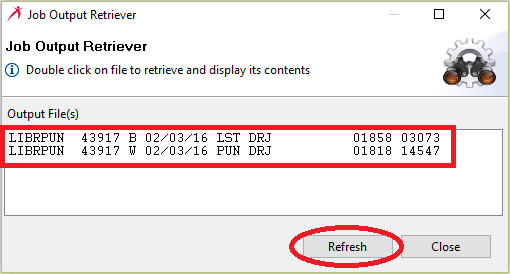 Job Output Retriever
Job Output Retriever
Double click on file to retrieve and display its contents
Output File(s)
LIBRPUN 43917 B 02/03/16 LST DRJ 01858 03073
LIBRPUN 43917 W 02/03/16 PUN DRJ 01818 14547
Refresh Close